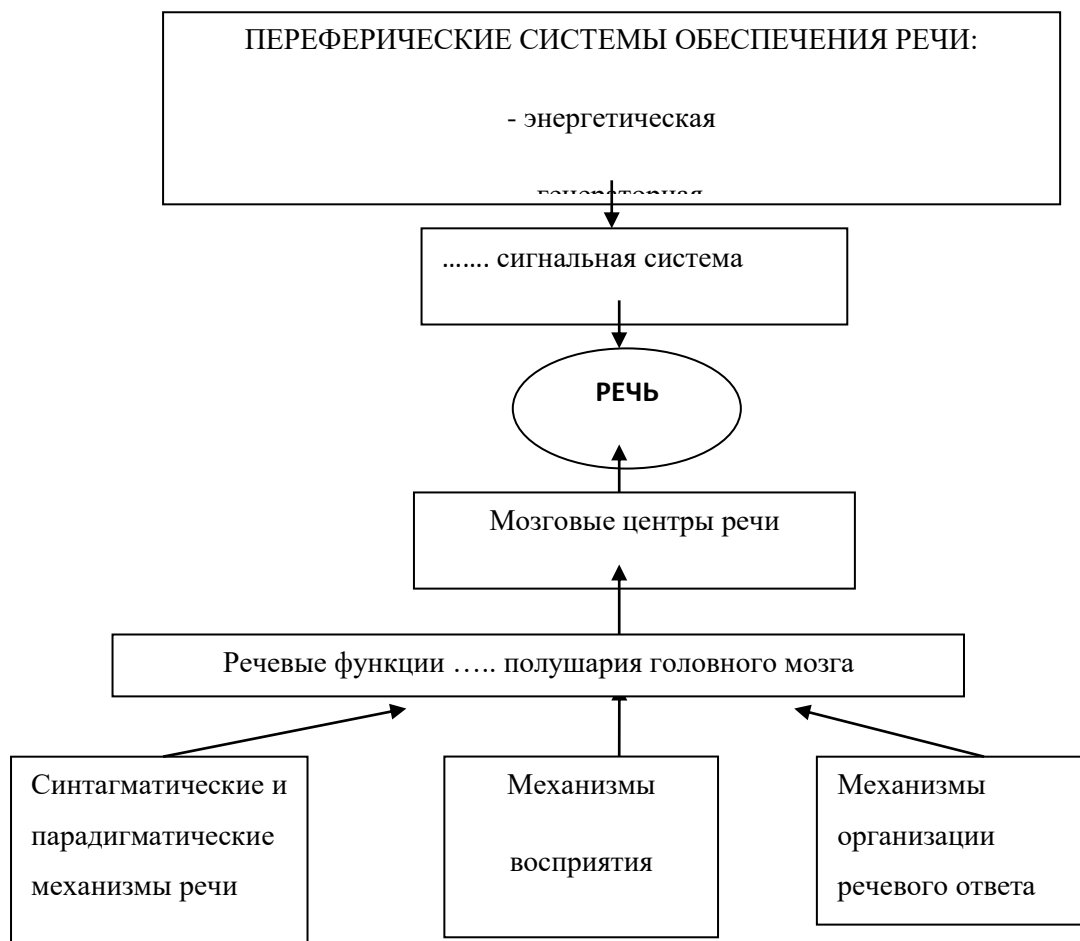 ПЕРЕФЕРИЧЕСКИЕ СИСТЕМЫ ОБЕСПЕЧЕНИЯ РЕЧИ:
- энергетическая
генераторная
....... сигнальная система
РЕЧЬ
Мозговые центры речи
Речевые функции ….. полушария головного мозга
Синтагматические и
парадигматические
механизмы речи
Механизмы
восприятия
Механизмы
организации
речевого ответа